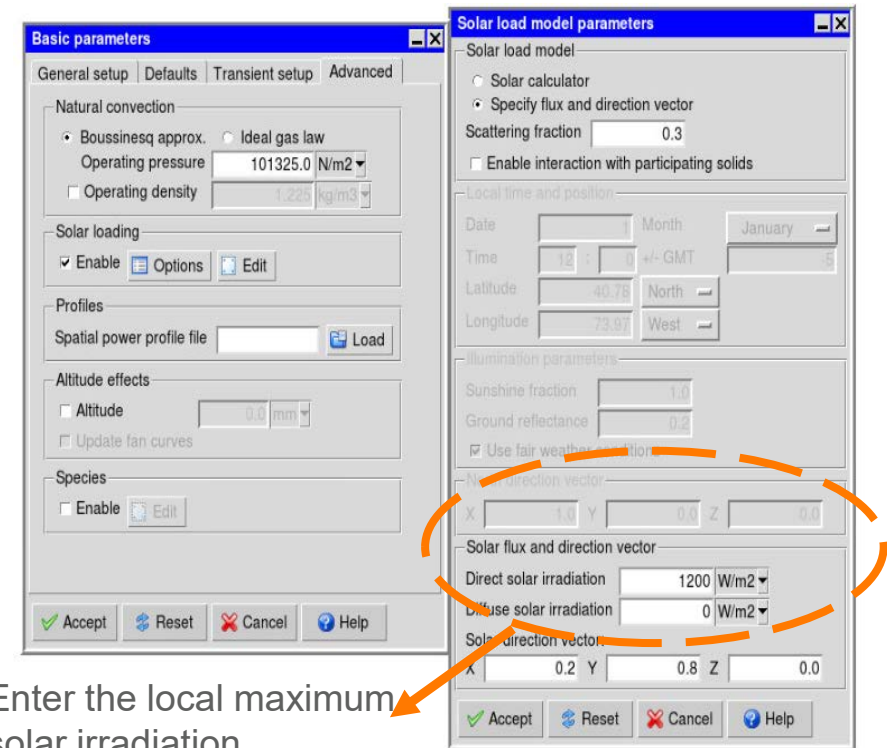 Basic parameters
General setup Defaults Transient setup Advanced
Natural convection
Boussinesq approx. Ideal gas law
Operating pressure 101325.0 N/m2
Operating density 1.225 kg/m3
Solar loading
Enable Options Edit
Profiles
Spatial power profile file Load
Altitude effects
Altitude 0.0 mm
Update fan curves
Species
Enable Edit
Accept Reset Cancel Help
Solar load model parameters
Solar load model
Solar calculator
Specify flux and direction vector
Scattering fraction 0.3
Enable interaction with participating solids
Local time and position
Date 1 Month January
Time 12 : 0 +/- GMT -5
Latitude 40.78 North
Longitude 73.97 West
Illumination parameters
Sunshine fraction 1.0
Ground reflectance 0.2
Use fair weather conditions
North direction vector
X 1.0 Y 0.0 Z 0.0
Solar flux and direction vector
Direct solar irradiation 1200 W/m2
Diffuse solar irradiation 0 W/m2
Solar direction vector
X 0.2 Y 0.8 Z 0.0
Accept Reset Cancel Help
Enter the local maximum
solar irradiation